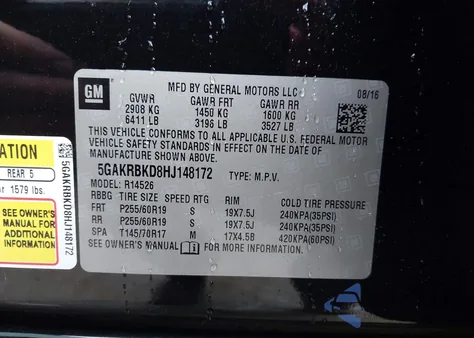 GM
MFD BY GENERAL MOTORS LLC
08/16
GVWR GAWR FRT GAWR RR
2908 KG 1450 KG 1600 KG
6411 LB 3196 LB 3527 LB
THIS VEHICLE CONFORMS TO ALL APPLICABLE U.S. FEDERAL MOTOR
VEHICLE SAFETY STANDARDS IN EFFECT ON THE DATE OF
MANUFACTURE SHOWN ABOVE.
5GAKRBKD8HJ148172 TYPE: M.P.V.
MODEL: R14526
RBBG TIRE SIZE SPEED RTG RIM COLD TIRE PRESSURE
FRT P255/60R19 S 19X7.5J 240KPA(35PSI)
RR P255/60R19 S 19X7.5J 240KPA(35PSI)
SPA T145/70R17 M 17X4.5B 420KPA(60PSI)
SEE OWNER'S MANUAL FOR MORE INFORMATION
ATION
REAR 5
r 1579 lbs.
SEE OWNER'S
MANUAL FOR
ADDITIONAL
INFORMATION
5GAKRBKD8HJ148172